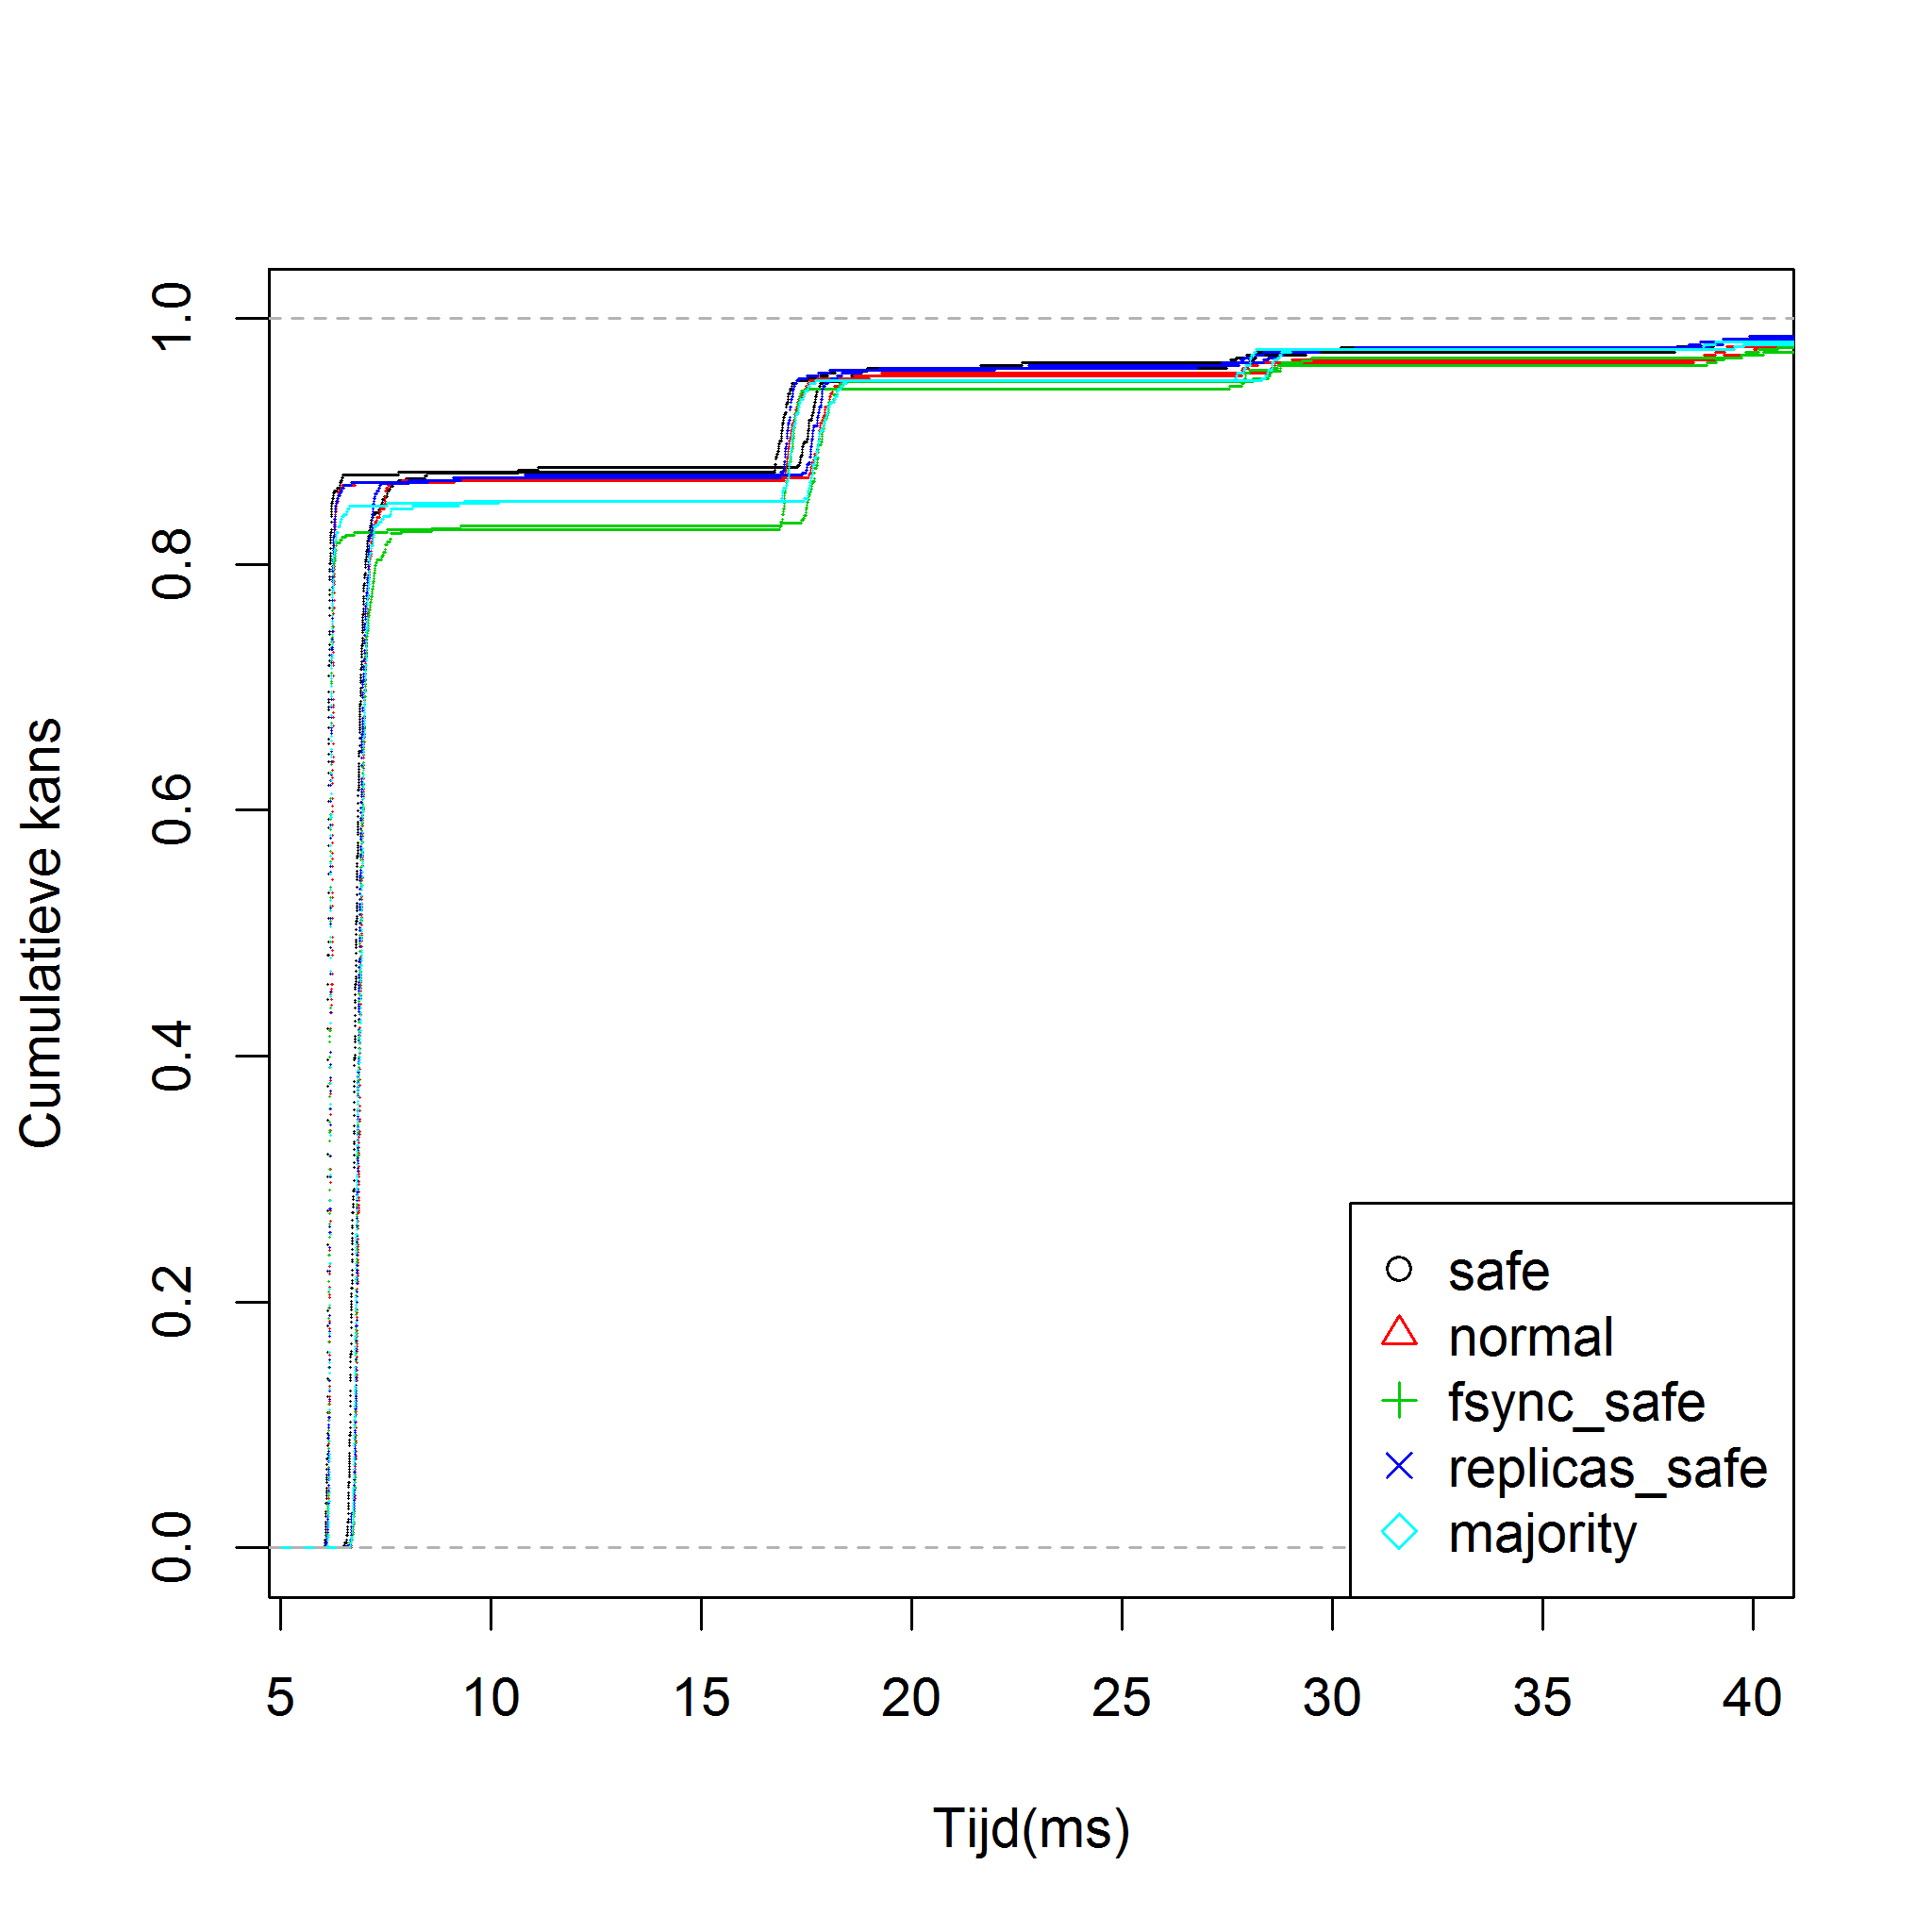 Cumulatieve kans
1.0
0.8
0.6
0.4
0.2
0.0
safe
normal
fsync_safe
replicas_safe
majority
5 10 15 20 25 30 35 40
Tijd(ms)